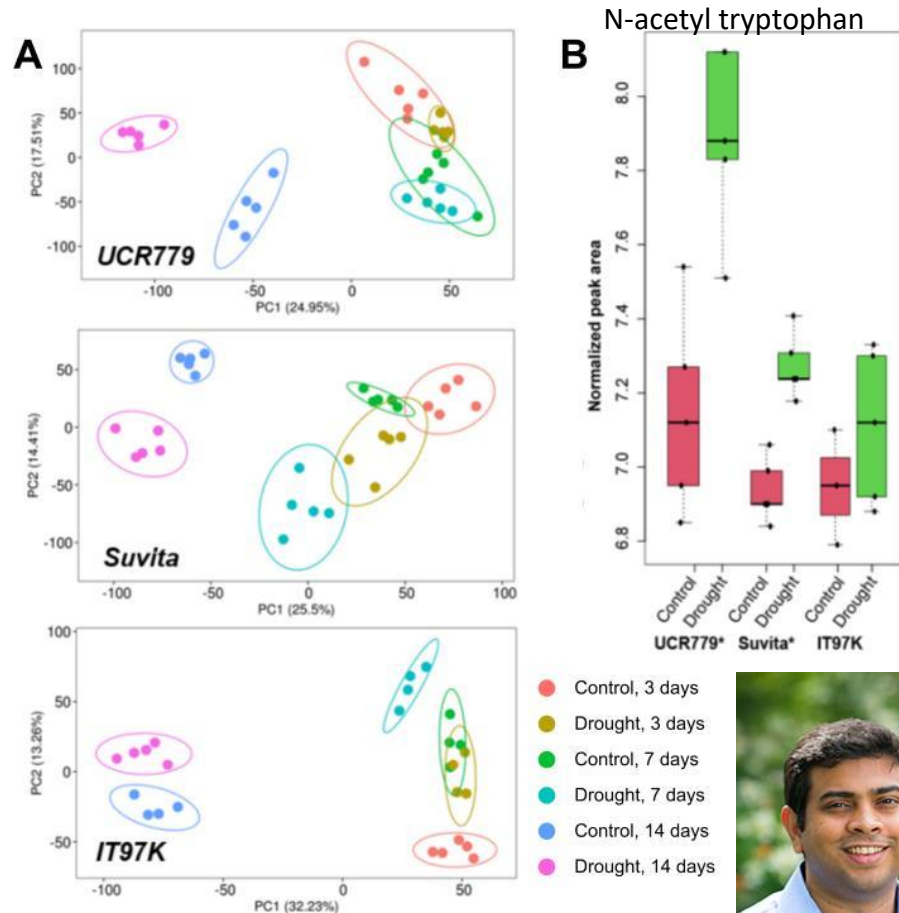 N-acetyl tryptophan
A
100
50
0
-50
-100
PC2 (17.51%)
UCR779
-100
-50
0
50
PC1 (24.95%)
50
0
-50
-100
PC2 (14.41%)
Suvita
-100
-50
0
50
100
PC1 (25.5%)
100
50
0
-50
PC2 (13.26%)
IT97K
-100
-50
0
50
PC1 (32.23%)
B
Normalized peak area
8.0
7.8
7.6
7.4
7.2
7.0
6.8
Control
Drought
Control
Drought
Control
Drought
UCR779* Suvita* IT97K
Control, 3 days
Drought, 3 days
Control, 7 days
Drought, 7 days
Control, 14 days
Drought, 14 days